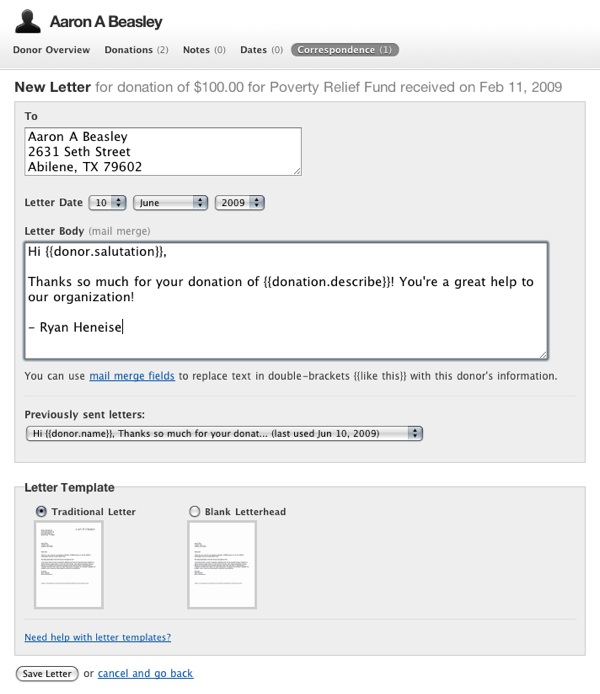 Aaron A Beasley
Donor Overview Donations (2) Notes (0) Dates (0) Correspondence (1)
New Letter for donation of $100.00 for Poverty Relief Fund received on Feb 11, 2009
To
Aaron A Beasley
2631 Seth Street
Abilene, TX 79602
Letter Date 10 June 2009
Letter Body (mail merge)
Hi {{donor.salutation}},
Thanks so much for your donation of {{donation.describe}}! You're a great help to
our organization!
- Ryan Heneise
You can use mail merge fields to replace text in double-brackets {{like this}} with this donor's information.
Previously sent letters:
Hi {{donor.name}}, Thanks so much for your donat... (last used Jun 10, 2009)
Letter Template
Traditional Letter Blank Letterhead
Need help with letter templates?
Save Letter or cancel and go back